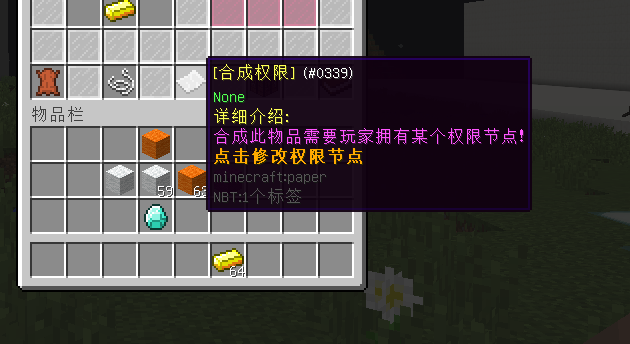 [合成权限] (#0339)
None
详细介绍:
合成此物品需要玩家拥有某个权限节点!
点击修改权限节点
minecraft:paper
NBT:1个标签
物品栏
59
62
64